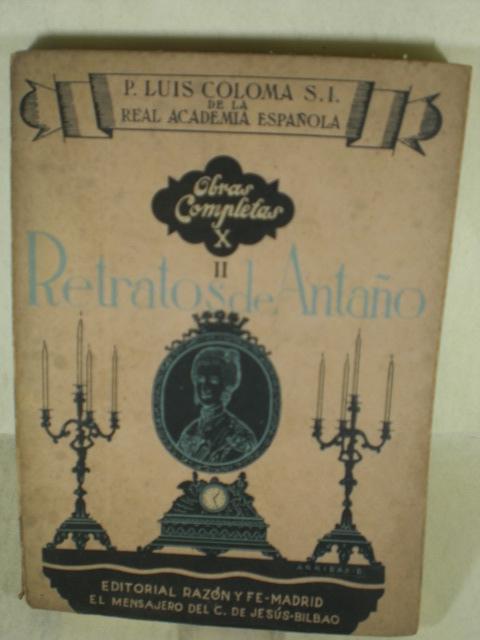 P. LUIS COLOMA S.I.
DE LA
REAL ACADEMIA ESPAÑOLA
Obras
Completas
X
II
Retratos de Antaño
ARRIBAS-D.
EDITORIAL RAZÓN Y FE-MADRID
EL MENSAJERO DEL C. DE JESÚS-BILBAO